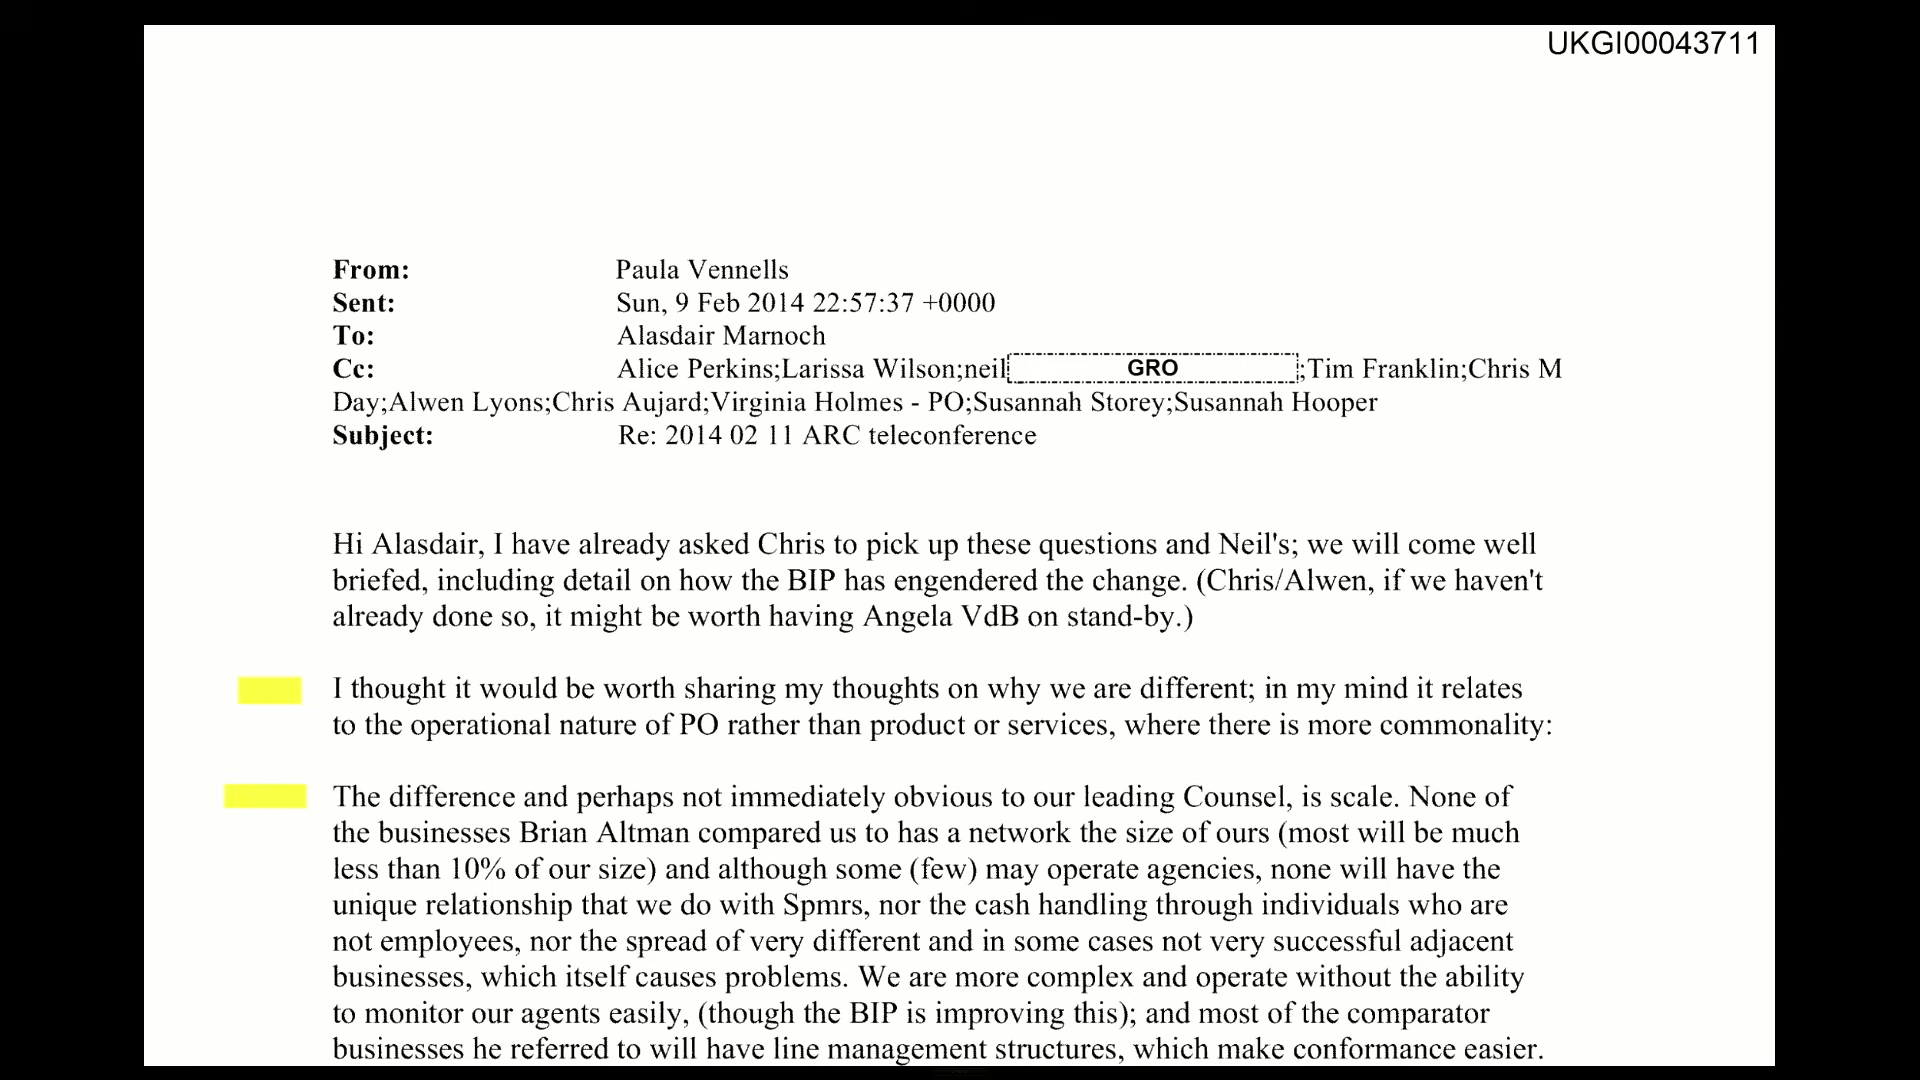 UKGI00043711
From: Paula Vennells
Sent: Sun, 9 Feb 2014 22:57:37 +0000
To: Alasdair Marnoch
Cc: Alice Perkins;Larissa Wilson;neil GRO ;Tim Franklin;Chris M
Day;Alwen Lyons;Chris Aujard;Virginia Holmes - PO;Susannah Storey;Susannah Hooper
Subject: Re: 2014 02 11 ARC teleconference
Hi Alasdair, I have already asked Chris to pick up these questions and Neil's; we will come well
briefed, including detail on how the BIP has engendered the change. (Chris/Alwen, if we haven't
already done so, it might be worth having Angela VdB on stand-by.)
I thought it would be worth sharing my thoughts on why we are different; in my mind it relates
to the operational nature of PO rather than product or services, where there is more commonality:
The difference and perhaps not immediately obvious to our leading Counsel, is scale. None of
the businesses Brian Altman compared us to has a network the size of ours (most will be much
less than 10% of our size) and although some (few) may operate agencies, none will have the
unique relationship that we do with Spmrs, nor the cash handling through individuals who are
not employees, nor the spread of very different and in some cases not very successful adjacent
businesses, which itself causes problems. We are more complex and operate without the ability
to monitor our agents easily, (though the BIP is improving this); and most of the comparator
businesses he referred to will have line management structures, which make conformance easier.